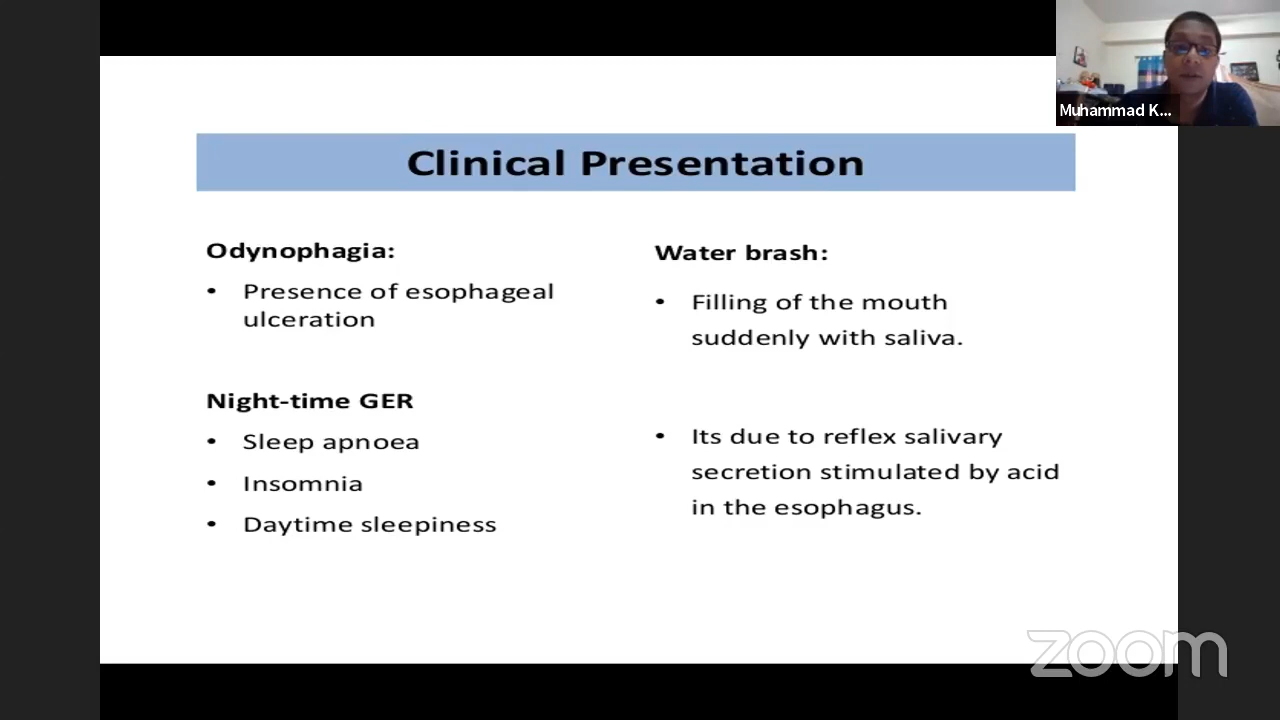 Muhammad K...
Clinical Presentation
Odynophagia:
• Presence of esophageal
ulceration
Night-time GER
• Sleep apnoea
• Insomnia
• Daytime sleepiness
Water brash:
• Filling of the mouth
suddenly with saliva.
• Its due to reflex salivary
secretion stimulated by acid
in the esophagus.
zoom